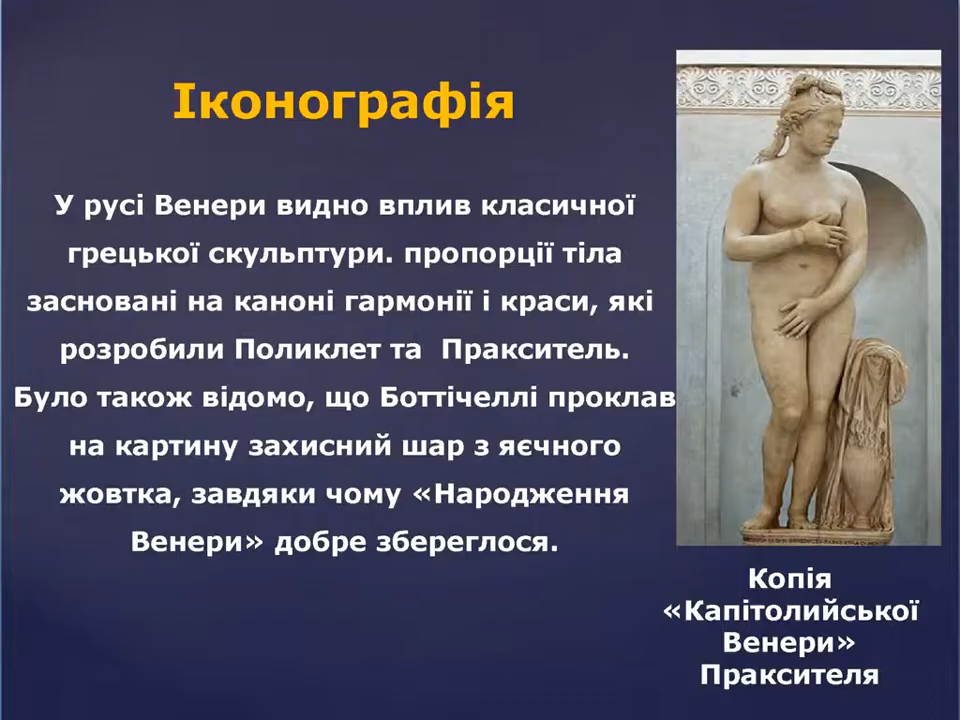 Іконографія
У русі Венери видно вплив класичної
грецької скульптури. пропорції тіла
засновані на каноні гармонії і краси, які
розробили Поликлет та Пракситель.
Було також відомо, що Боттічеллі проклав
на картину захисний шар з яєчного
жовтка, завдяки чому «Народження
Венери» добре збереглося.
Копія
«Капітолийської
Венери»
Праксителя